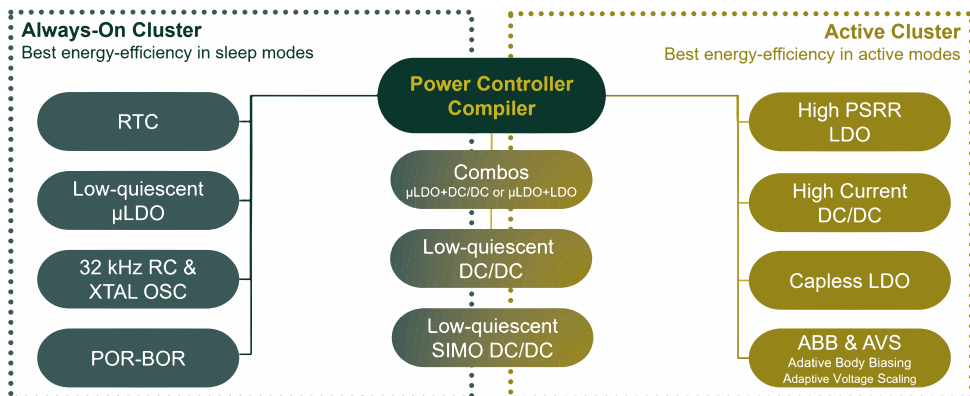 Always-On Cluster
Best energy-efficiency in sleep modes
Active Cluster
Best energy-efficiency in active modes
Power Controller
Compiler
RTC
Low-quiescent
µLDO
32 kHz RC &
XTAL OSC
POR-BOR
Combos
µLDO+DC/DC or µLDO+LDO
Low-quiescent
DC/DC
Low-quiescent
SIMO DC/DC
High PSRR
LDO
High Current
DC/DC
Capless LDO
ABB & AVS
Adative Body Biasing
Adaptive Voltage Scaling